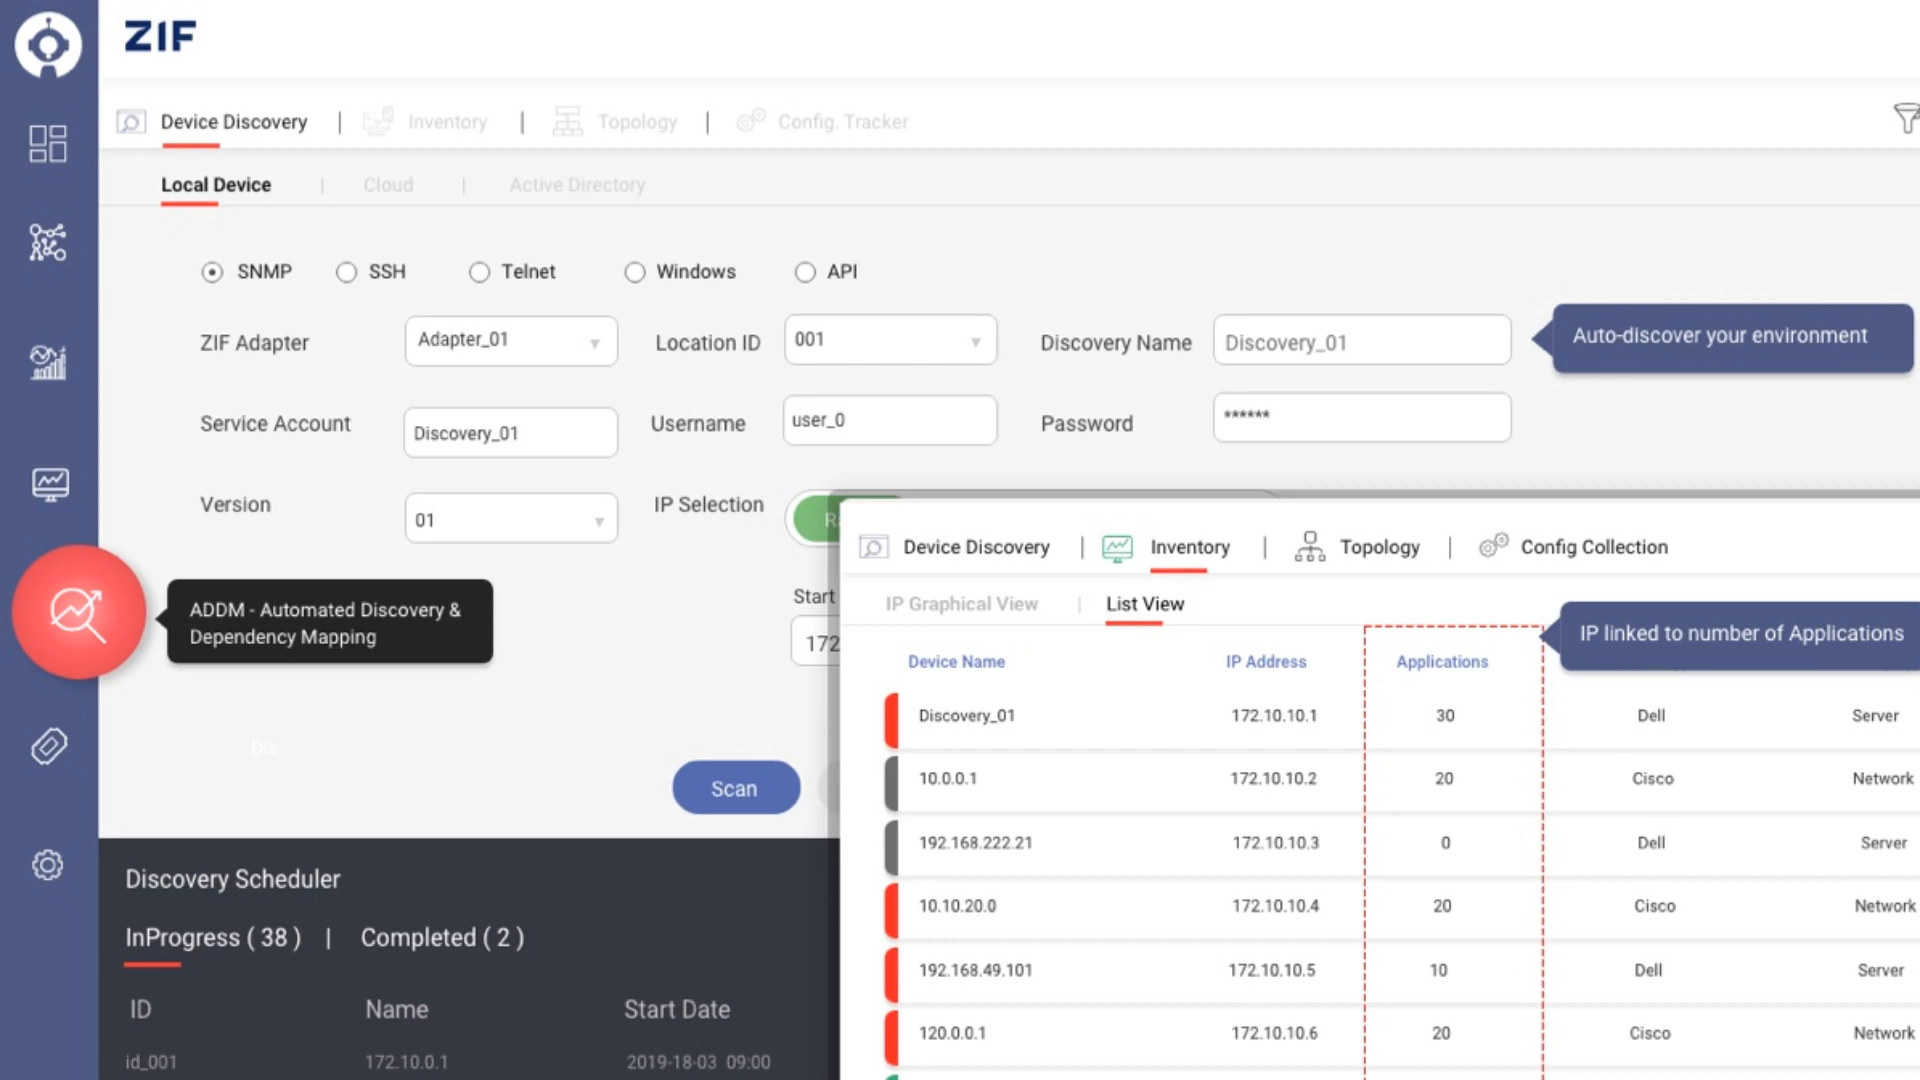 ZIF
Device Discovery | Inventory | Topology | Config. Tracker
Local Device | Cloud | Active Directory
SNMP SSH Telnet Windows API
ZIF Adapter Adapter_01 Location ID 001 Discovery Name Discovery_01
Auto-discover your environment
Service Account Discovery_01 Username user_0 Password ******
Version 01 IP Selection
Start
172
ADDM - Automated Discovery &
Dependency Mapping
Dis
Scan
Discovery Scheduler
InProgress ( 38 ) | Completed ( 2 )
ID Name Start Date
id_001 172.10.0.1 2019-18-03 09:00
Device Discovery | Inventory | Topology | Config Collection
IP Graphical View | List View
IP linked to number of Applications
Device Name IP Address Applications
Discovery_01 172.10.10.1 30 Dell Server
10.0.0.1 172.10.10.2 20 Cisco Network
192.168.222.21 172.10.10.3 0 Dell Server
10.10.20.0 172.10.10.4 20 Cisco Network
192.168.49.101 172.10.10.5 10 Dell Server
120.0.0.1 172.10.10.6 20 Cisco Network